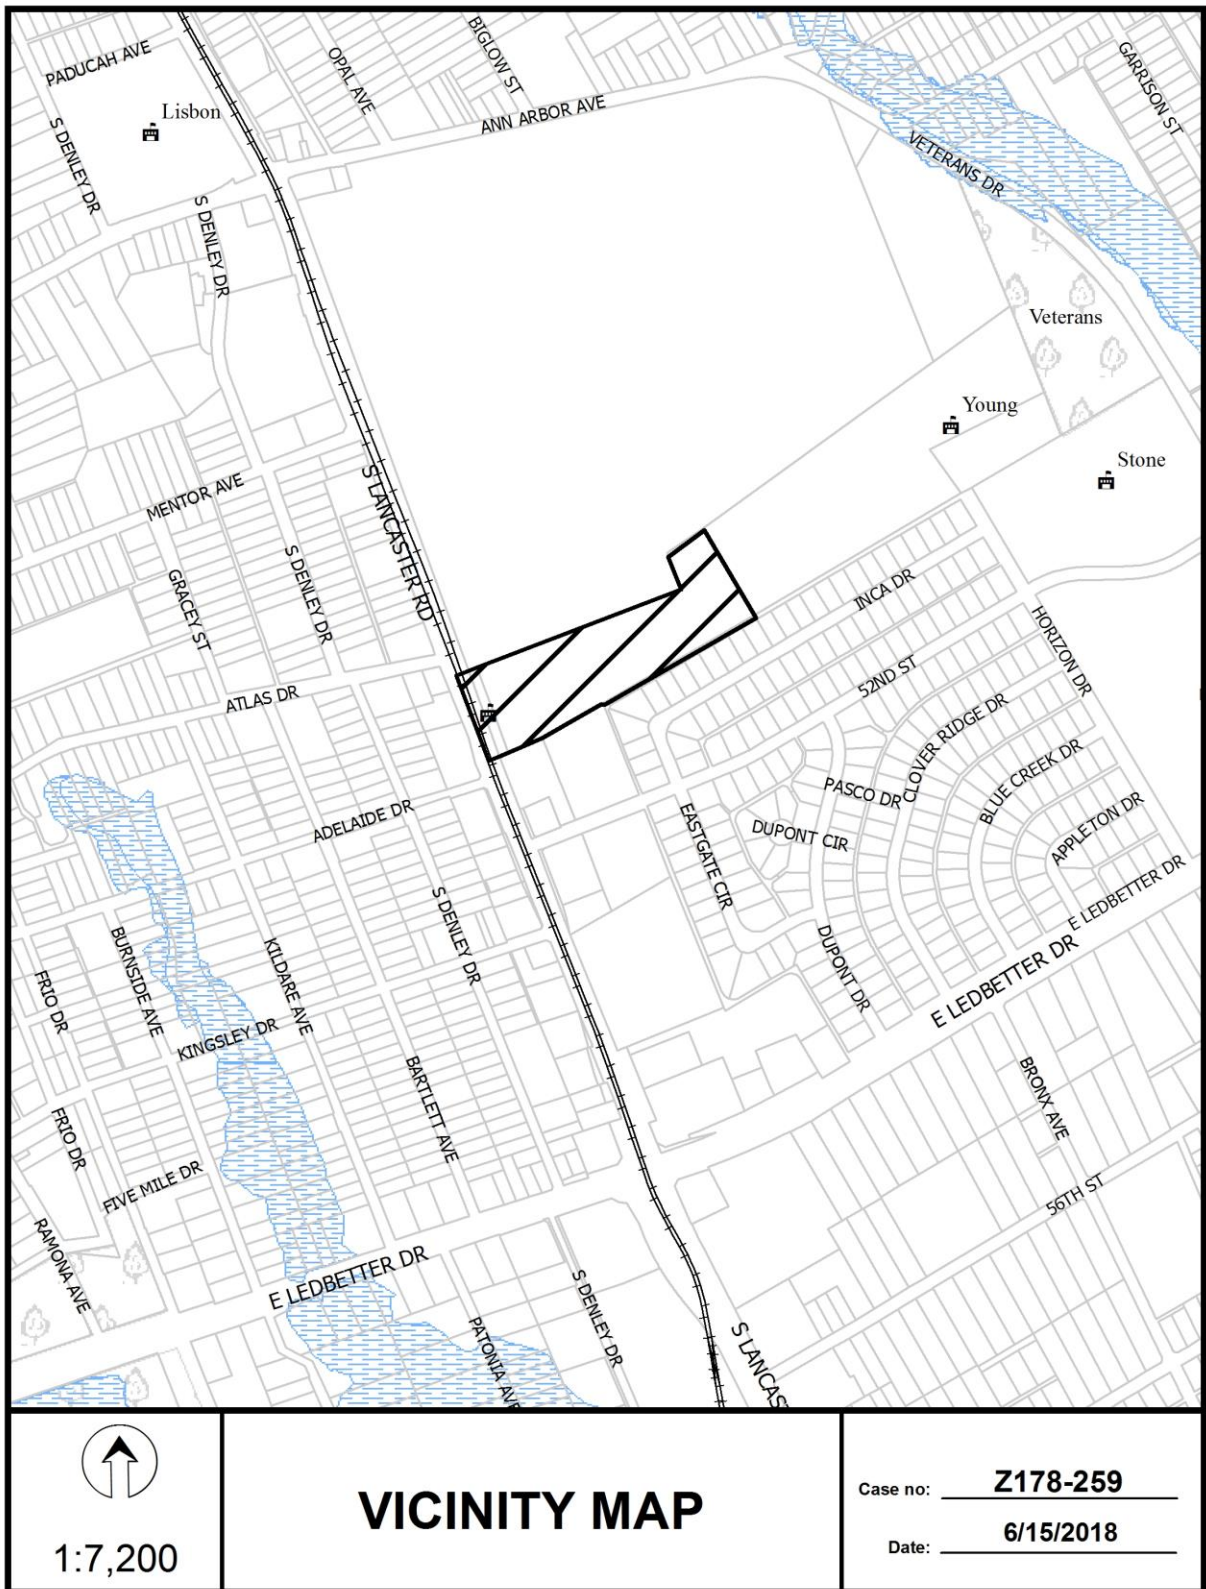 PADUCAH AVE
OPAL AVE
BIGLOW ST
GARRISON ST
Lisbon
ANN ARBOR AVE
S DENLEY DR
VETERANS DR
S DENLEY DR
Veterans
Young
Stone
S LANCASTER RD
MENTOR AVE
S DENLEY DR
GRACEY ST
INCA DR
HORIZON DR
52ND ST
ATLAS DR
CLOVER RIDGE DR
BLUE CREEK DR
PASCO DR
ADELAIDE DR
EASTGATE CIR
DUPONT CIR
APPLETON DR
E LEDBETTER DR
S DENLEY DR
BURNSIDE AVE
KILDARE AVE
FRIO DR
DUPONT DR
E LEDBETTER DR
KINGSLEY DR
BARTLETT AVE
BRONX AVE
FRIO DR
FIVE MILE DR
56TH ST
RAMONA AVE
E LEDBETTER DR
S DENLEY DR
PATONIA AVE
S LANCAST
1:7,200
VICINITY MAP
Case no: Z178-259
Date: 6/15/2018